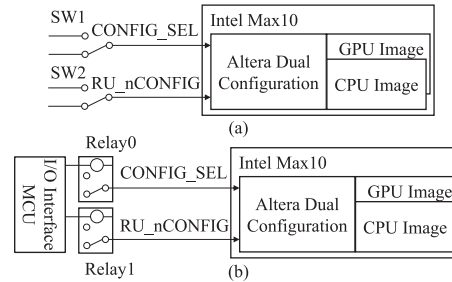 SW1
CONFIG_SEL
Intel Max10
SW2
RU_nCONFIG
Altera Dual
Configuration
GPU Image
CPU Image
(a)
Relay0
I/O Interface
MCU
CONFIG_SEL
Intel Max10
RU_nCONFIG
Altera Dual
Configuration
GPU Image
CPU Image
Relay1
(b)